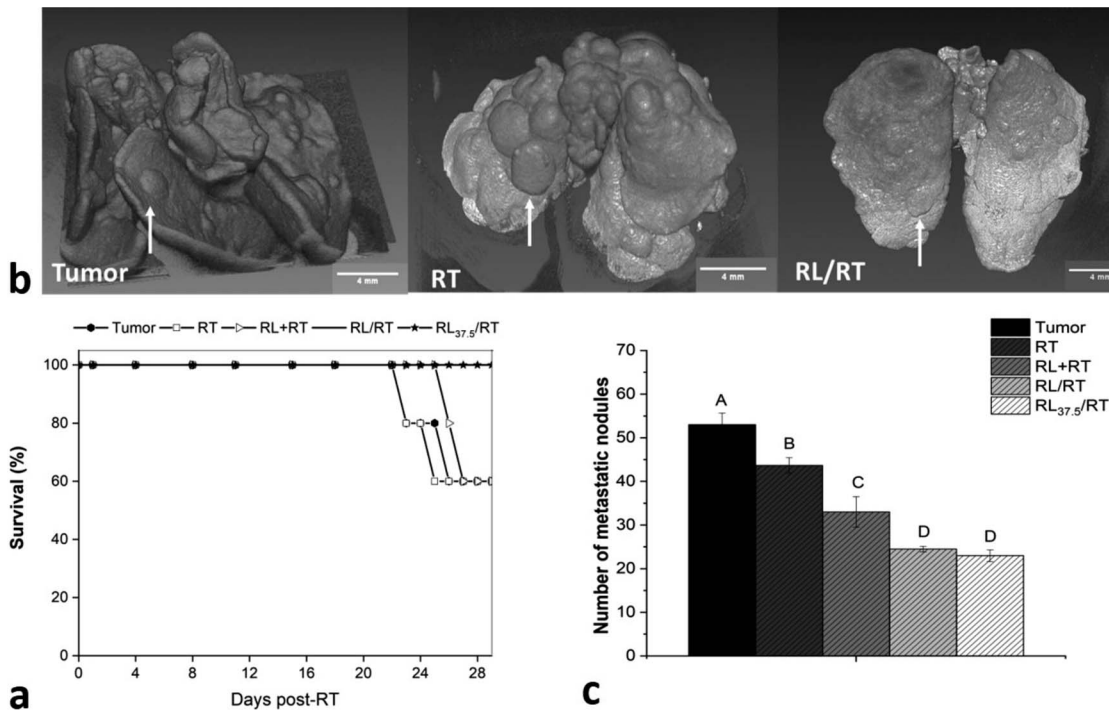 b
Tumor
4 mm
RT
4 mm
RL/RT
4 mm
Tumor RT RL+RT RL/RT RL37.5/RT
100
80
60
40
20
0
Survival (%)
0 4 8 12 16 20 24 28
Days post-RT
a
Tumor
RT
RL+RT
RL/RT
RL37.5/RT
70
60
50
40
30
20
10
0
Number of metastatic nodules
A
B
C
D
D
c